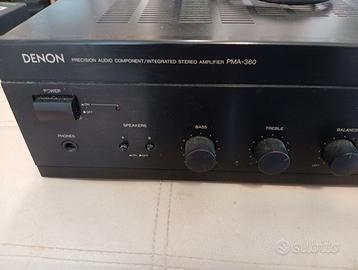 DENON PRECISION AUDIO COMPONENT/INTEGRATED STEREO AMPLIFIER PMA-360
POWER
ON
OFF
PHONES
SPEAKERS
A B
ON
OFF
BASS
TREBLE
BALANCE
LEFT
SUBITO